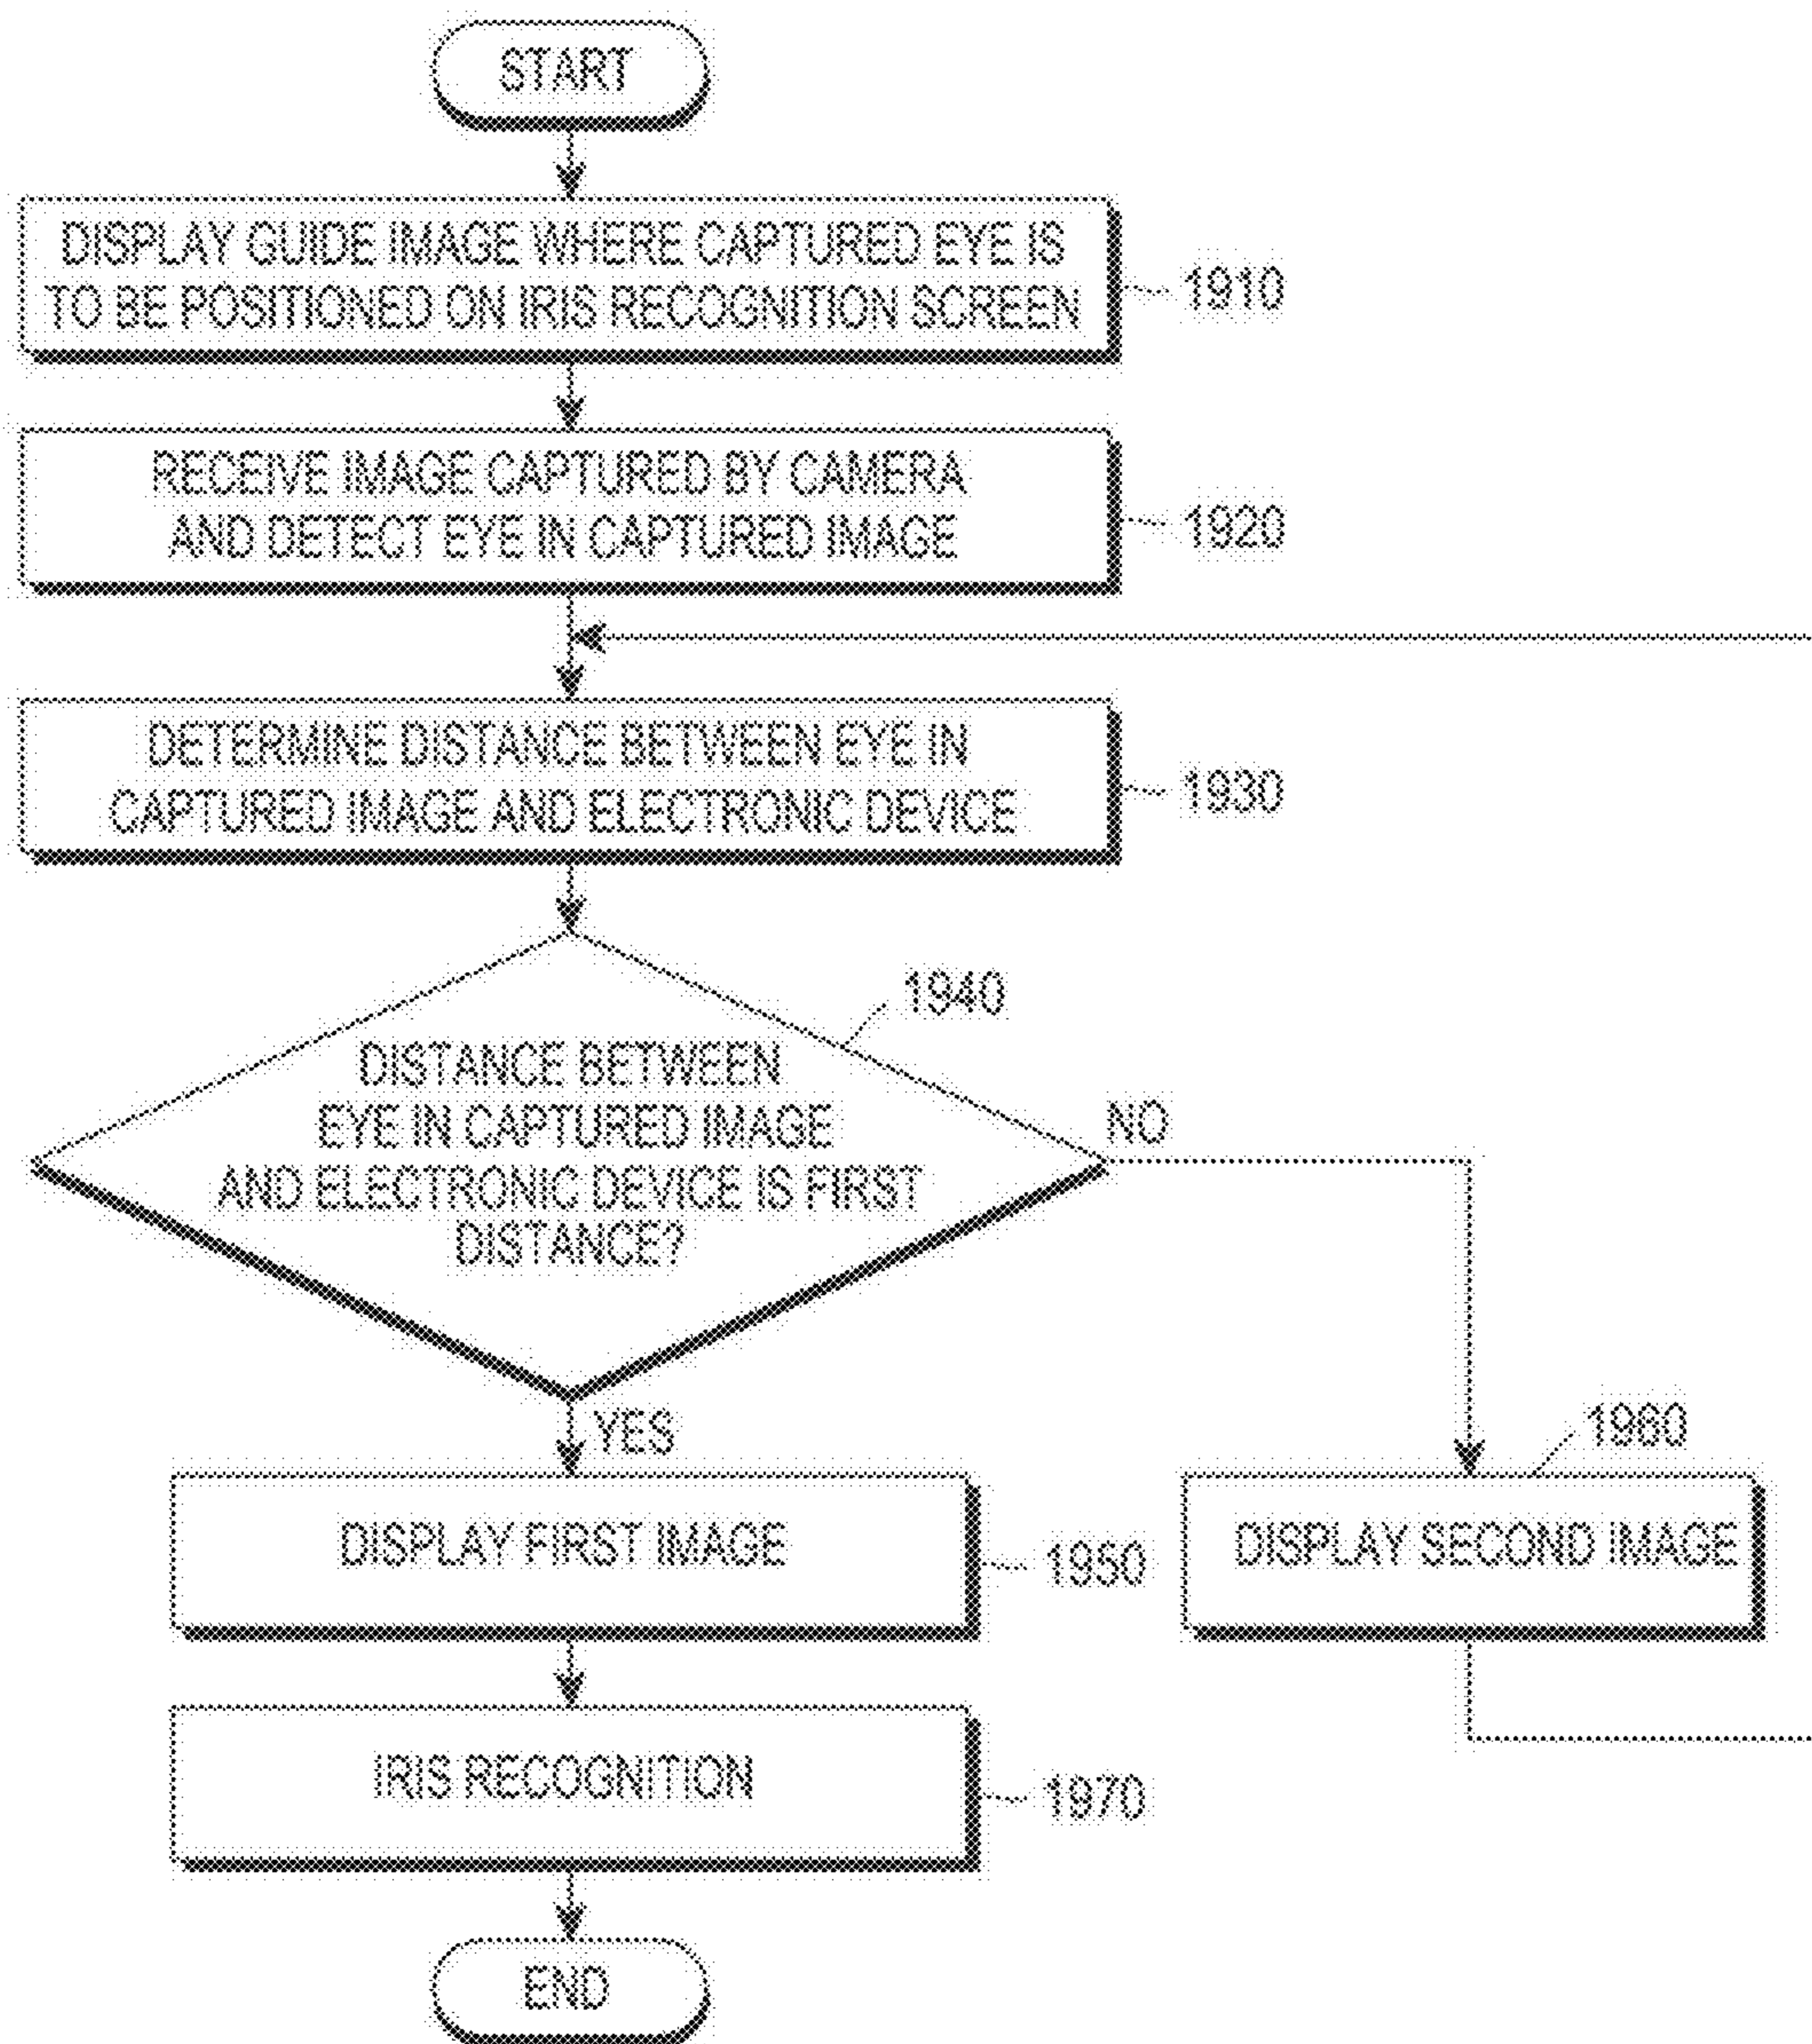 START
DISPLAY GUIDE IMAGE WHERE CAPTURED EYE IS
TO BE POSITIONED ON IRIS RECOGNITION SCREEN
1910
RECEIVE IMAGE CAPTURED BY CAMERA
AND DETECT EYE IN CAPTURED IMAGE
1920
DETERMINE DISTANCE BETWEEN EYE IN
CAPTURED IMAGE AND ELECTRONIC DEVICE
1930
1940
DISTANCE BETWEEN
EYE IN CAPTURED IMAGE
AND ELECTRONIC DEVICE IS FIRST
DISTANCE?
NO
YES
1960
DISPLAY FIRST IMAGE
1950
DISPLAY SECOND IMAGE
IRIS RECOGNITION
1970
END